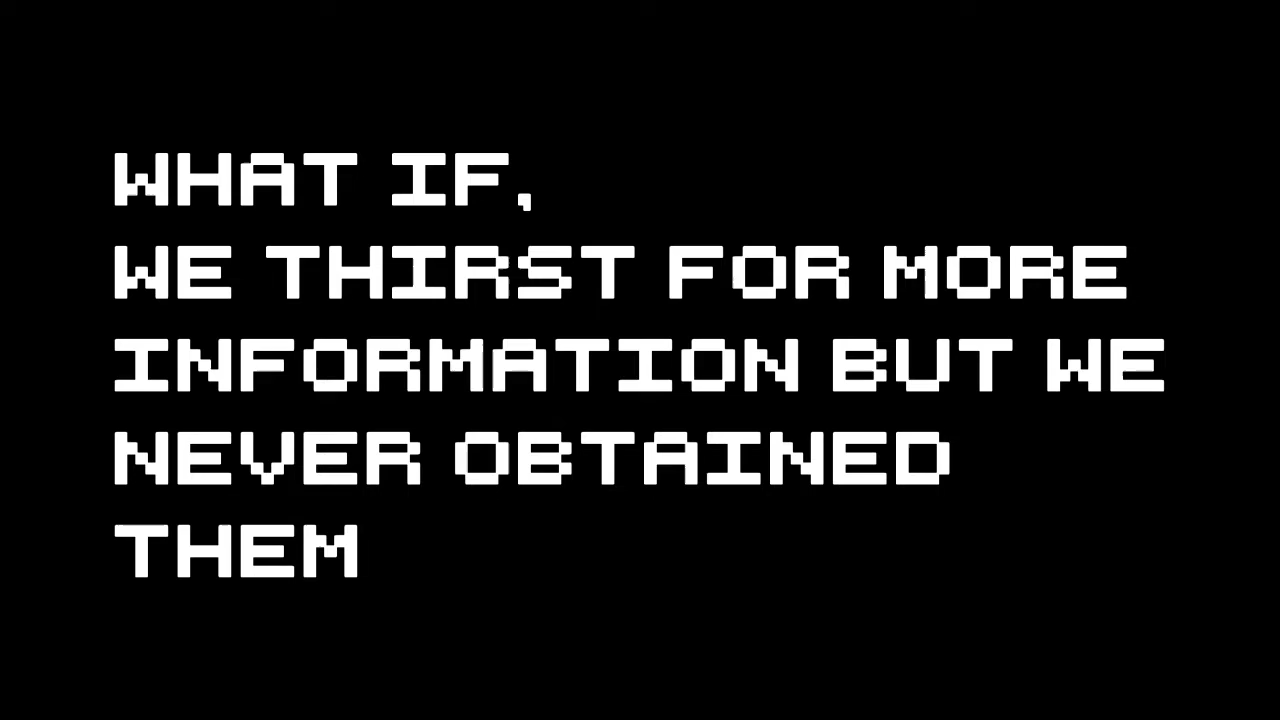 WHAT IF,
WE THIRST FOR MORE
INFORMATION BUT WE
NEVER OBTAINED
THEM